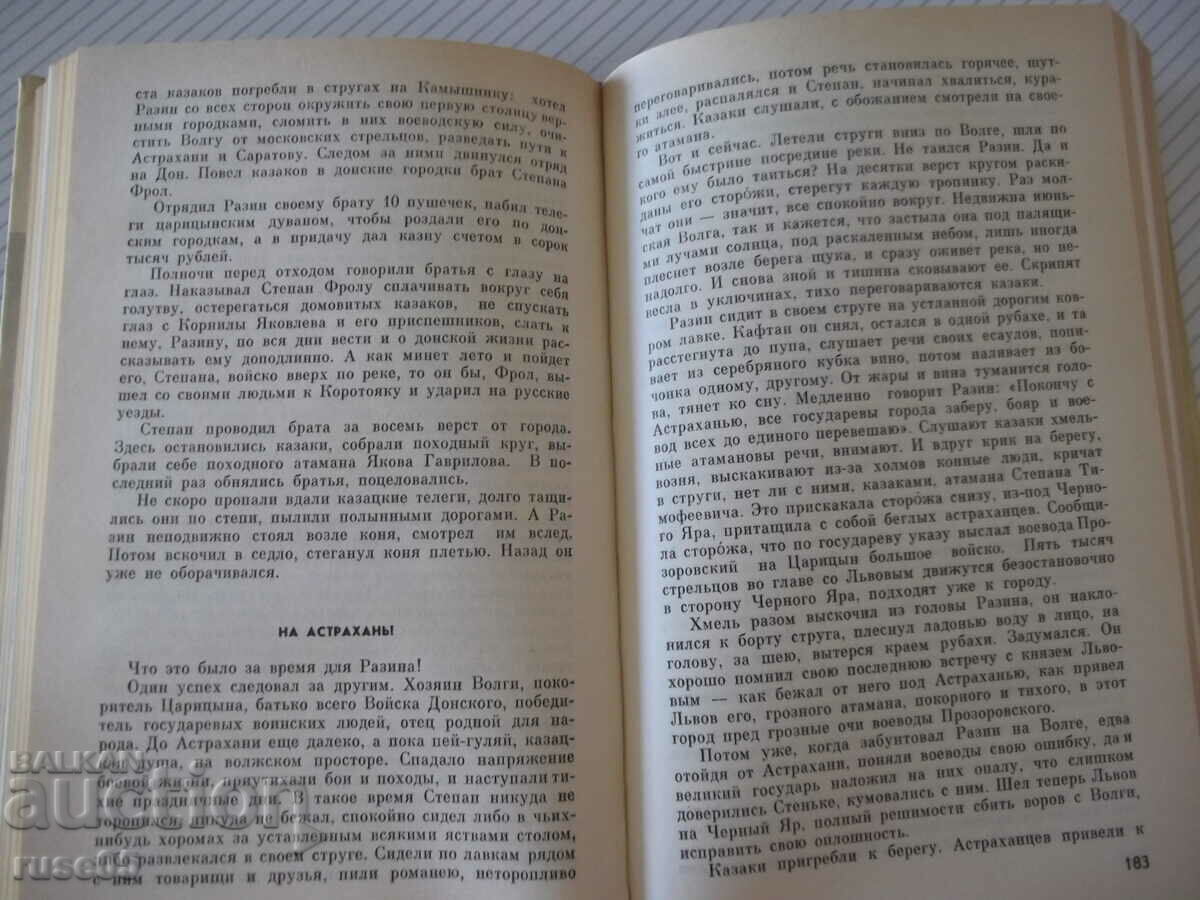 ста казаков погребли в стругах на Камышинку: хотел
Разин со всех сторон окружить свою первую столицу вер-
ными городками, сломить в них воеводскую силу, очи-
стить Волгу от московских стрельцов, разведать пути к
Астрахани и Саратову. Следом за ними двинулся отряд
на Дон. Повел казаков в донские городки брат Степана
Фрол.
Отрядил Разин своему брату 10 пушечек, набил теле-
ги царицынским дуваном, чтобы роздали его по дон-
ским городкам, а в придачу дал казну счетом в сорок
тысяч рублей.
Полночи перед отходом говорили братья с глазу на
глаз. Наказывал Степан Фролу сплачивать вокруг себя
голутву, остерегаться домовитых казаков, не спускать
глаз с Корнилы Яковлева и его приспешников, слать к
нему, Разину, по вся дни вести и о донской жизни рас-
сказывать ему доподлинно. А как минет лето и пойдет
его, Степана, войско вверх по реке, то он бы, Фрол, вы-
шел со своими людьми к Коротояку и ударил на русские
уезды.
Степан проводил брата за восемь верст от города.
Здесь остановились казаки, собрали походный круг, вы-
брали себе походного атамана Якова Гаврилова. В по-
следний раз обнялись братья, поцеловались.
Не скоро пропали вдали казацкие телеги, долго тащи-
лись они по степи, пылили полынными дорогами. А Ра-
зин неподвижно стоял возле коня, смотрел им вслед.
Потом вскочил в седло, стеганул коня плетью. Назад он
уже не оборачивался.
НА АСТРАХАНЬ!
Что это было за время для Разина!
Один успех следовал за другим. Хозяин Волги, поко-
ритель Царицына, батько всего Войска Донского, победи-
тель государевых воинских людей, отец родной для на-
рода. До Астрахани еще далеко, а пока пей-гуляй, казац-
кая душа, на волжском просторе. Спадало напряжение
боевой жизни, приутихали бои и походы, и наступали ти-
хие праздничные дни. В такое время Степан никуда не
торопился, никуда не бежал, спокойно сидел либо в чьих-
нибудь хоромах за уставленным всякими яствами столом,
либо развлекался в своем струге. Сидели по лавкам рядом
с ним товарищи и друзья, пили романею, неторопливо
переговаривались, потом речь становилась горячее, шут-
ки злее, распалялся и Степан, начинал хвалиться, кура-
житься. Казаки слушали, с обожанием смотрели на свое-
го атамана.
Вот и сейчас. Летели струги вниз по Волге, шли по
самой быстрине посредине реки. Не таился Разин. Да и
кого ему было таиться? На десятки верст кругом раски-
даны его сторо́жи, стерегут каждую тропинку. Раз мол-
чат они — значит, все спокойно вокруг. Недвижна июнь-
ская Волга, так и кажется, что застыла она под палящи-
ми лучами солнца, под раскаленным небом, лишь иногда
плеснет возле берега щука, и сразу оживёт река, но не-
надолго. И снова зной и тишина сковывают ее. Скрипят
весла в уключинах, тихо переговариваются казаки.
Разин сидит в своем струге на устланной дорогим ков-
ром лавке. Кафтан он снял, остался в одной рубахе, и та
расстегнута до пупа, слушает речи своих есаулов, попи-
вает из серебряного кубка вино, потом наливает из бо-
чонка одному, другому. От жары и вина туманится голо-
ва, тянет ко сну. Медленно говорит Разин: «Покончу с
Астраханью, все государевы города заберу, бояр и вое-
вод всех до единого перевешаю». Слушают казаки хмель-
ные атамановы речи, внимают. И вдруг крик на берегу,
возня, выскакивают из-за холмов конные люди, кричат
в струги, нет ли с ними, казаками, атамана Степана Ти-
мофеевича. Это прискакала сторо́жа снизу, из-под Черно-
го Яра, притащила с собой беглых астраханцев. Сообщи-
ла сторо́жа, что по государеву указу выслал воевода Про-
зоровский на Царицын большое войско. Пять тысяч
стрельцов во главе со Львовым движутся безостановочно
в сторону Черного Яра, подходят уже к городу.
Хмель разом выскочил из головы Разина, он накло-
нился к борту струга, плеснул ладонью воду в лицо, на
голову, за шею, вытерся краем рубахи. Задумался. Он
хорошо помнил свою последнюю встречу с князем Льво-
вым — как бежал от него под Астраханью, как привел
Львов его, грозного атамана, покорного и тихого, в этот
город пред грозные очи воеводы Прозоровского.
Потом уже, когда забунтовал Разин на Волге, едва
отойдя от Астрахани, поняли воеводы свою ошибку, да и
великий государь наложил на них опалу, что слишком
доверились Стеньке, кумовались с ним. Шел теперь Львов
на Черный Яр, полный решимости сбить воров с Волги,
исправить свою оплошность.
Казаки пригребли к берегу. Астраханцев привели к
183
BALKAN
auction
ruse09